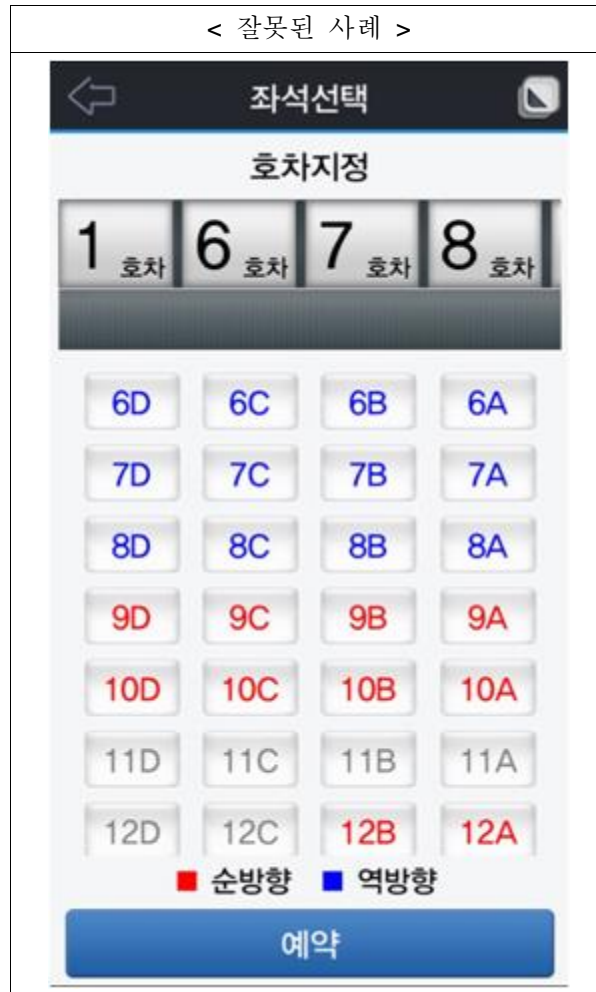 < 잘못된 사례 >
좌석선택
호차지정
1 호차 6 호차 7 호차 8 호차
6D 6C 6B 6A
7D 7C 7B 7A
8D 8C 8B 8A
9D 9C 9B 9A
10D 10C 10B 10A
11D 11C 11B 11A
12D 12C 12B 12A
순방향 역방향
예약